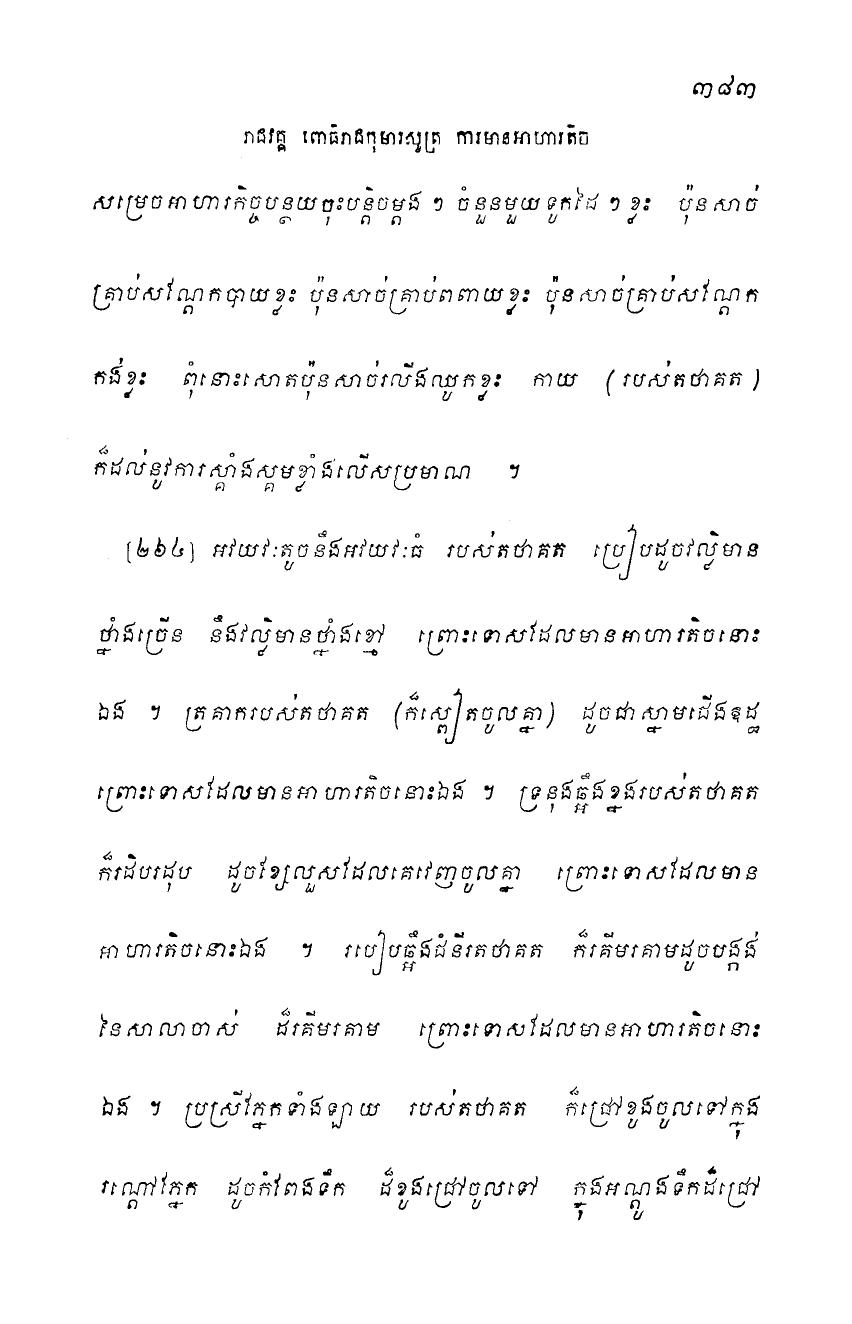 ៣៨៣
រាជវគ្គ ពោធិរាជកុមារសូត្រ ការមានអាហារតិច
សម្រេចអាហារកិច្ចបន្ថយចុះបន្តិចម្តង ៗ ចំនួនមួយទូកដៃ ៗ ខ្លះ ប៉ុនសាច់
គ្រាប់សណ្តែកបាយខ្លះ ប៉ុនសាច់គ្រាប់ពពាយខ្លះ ប៉ុនសាច់គ្រាប់សណ្តែក
កង់ខ្លះ ពុំនោះសោតប៉ុនសាច់រលីងឈូកខ្លះ កាយ (របស់តថាគត)
ក៏ដល់នូវការស្គាំងស្គមខ្លាំងលើសប្រមាណ ។
[២៦៤] អវយវៈតូចនឹងអវយវៈធំ របស់តថាគត ប្រៀបដូចវល្លិមាន
ថ្នាំងច្រើន នឹងវល្លិមានថ្នាំងខ្មៅ ព្រោះទោសដែលមានអាហារតិចនោះ
ឯង ។ ត្រគាករបស់តថាគត (ក៏ស្ពៀតចូលគ្នា) ដូចជាស្នាមជើងឧដ្ឋ
ព្រោះទោសដែលមានអាហារតិចនោះឯង ។ ទ្រនុងឆ្អឹងខ្នងរបស់តថាគត
ក៏រដិបរដុប ដូចខ្សែលួសដែលគេវេញចូលគ្នា ព្រោះទោសដែលមាន
អាហារតិចនោះឯង ។ របៀបឆ្អឹងជំនីរតថាគត ក៏រគីមរគាមដូចបង្កង់
នៃសាលាចាស់ ដ៏រគីមរគាម ព្រោះទោសដែលមានអាហារតិចនោះ
ឯង ។ ប្រស្រីភ្នែកទាំងឡាយ របស់តថាគត ក៏ជ្រៅខូងចូលទៅក្នុង
រណ្តៅភ្នែក ដូចកំពែងទឹក ដ៏ខូងជ្រៅចូលទៅ ក្នុងអណ្តូងទឹកដ៏ជ្រៅ